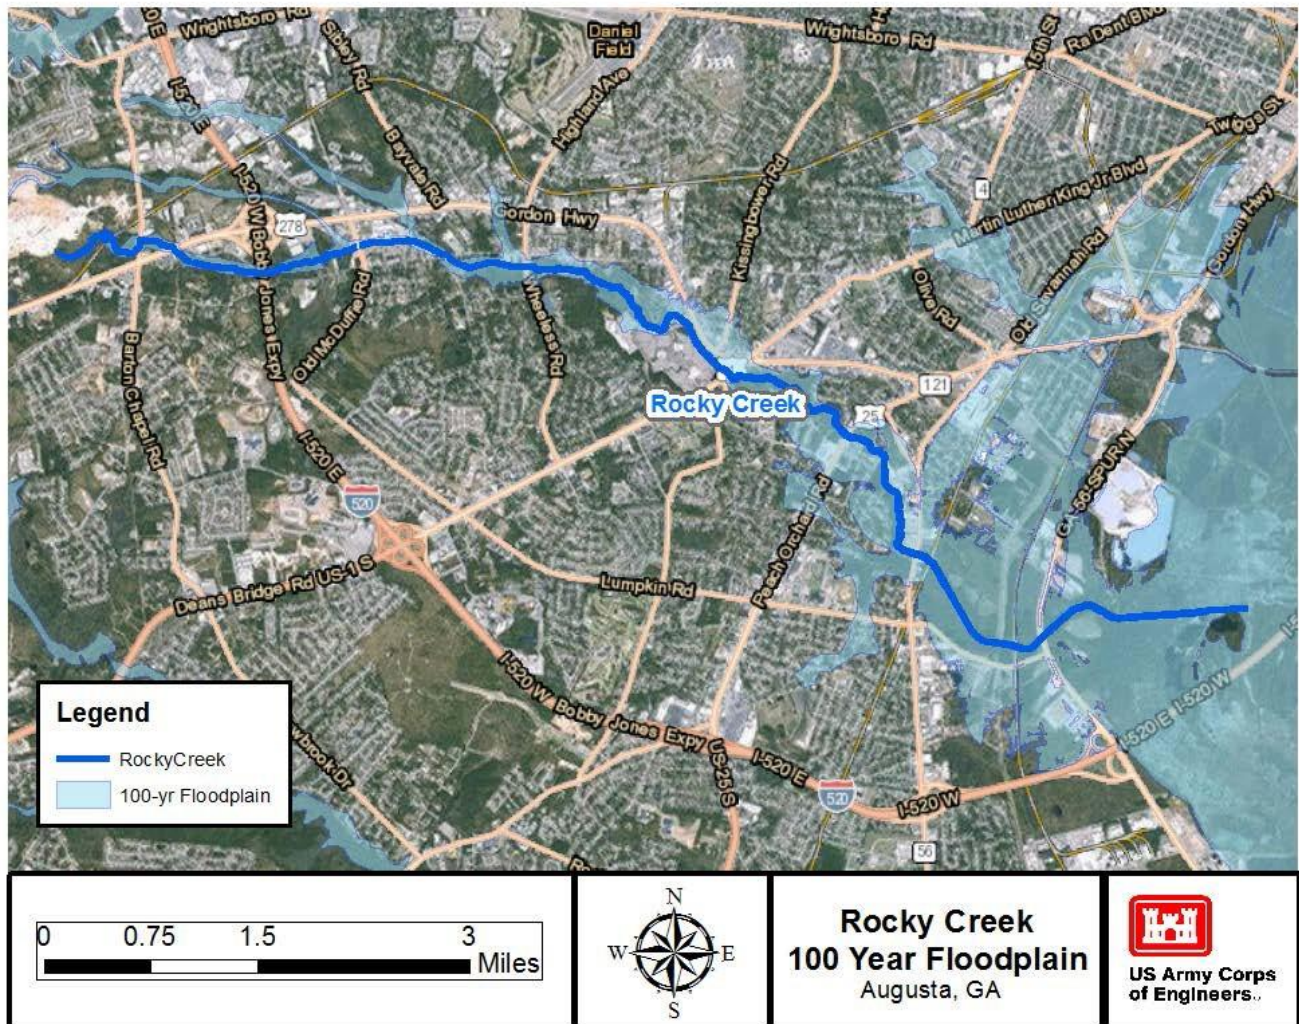 20 E
Wrightsboro Rd
Sibley Rd
Daniel
Field
Wrightsboro Rd
15th St
Ra Dent Blvd
I-520 E
Highland Ave
Twiggs St
Bayvale Rd
I-520 W Bobby Jones Expy
278
Gordon Hwy
Kissingbower Rd
4
Martin Luther King Jr Blvd
Gordon Hwy
Old Savannah Rd
Olive Rd
Old McDuffie Rd
Wheeless Rd
Barton Chapel Rd
121
Rocky Creek
25
I-520 E
56-SPUR N
520
Peach Orchard Rd
Deans Bridge Rd US-1 S
Lumpkin Rd
I-520 W Bobby Jones Expy
US-25 S
I-520 E
520
I-520 W
I-520 E I-520 W
56
Legend
RockyCreek
100-yr Floodplain
0 0.75 1.5 3
Miles
N
W E
S
Rocky Creek
100 Year Floodplain
Augusta, GA
US Army Corps
of Engineers